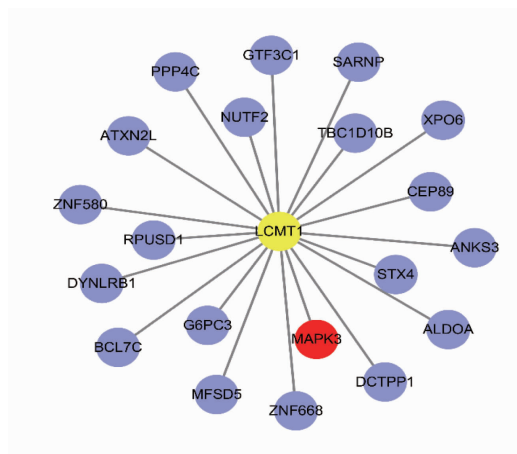 GTF3C1
SARNP
PPP4C
NUTF2
TBC1D10B
XPO6
ATXN2L
CEP89
ZNF580
LCMT1
RPUSD1
ANKS3
STX4
DYNLRB1
G6PC3
ALDOA
MAPK3
BCL7C
DCTPP1
MFSD5
ZNF668